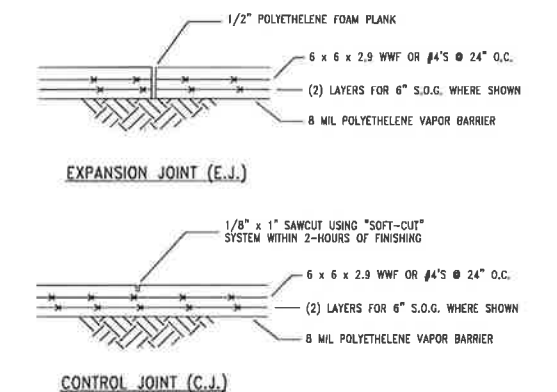 1/2" POLYETHELENE FOAM PLANK
6 x 6 x 2.9 WWF OR #4'S @ 24" O.C.
(2) LAYERS FOR 6" S.O.G. WHERE SHOWN
8 MIL POLYETHELENE VAPOR BARRIER
EXPANSION JOINT (E.J.)
1/8" x 1" SAWCUT USING "SOFT-CUT"
SYSTEM WITHIN 2-HOURS OF FINISHING
6 x 6 x 2.9 WWF OR #4'S @ 24" O.C.
(2) LAYERS FOR 6" S.O.G. WHERE SHOWN
8 MIL POLYETHELENE VAPOR BARRIER
CONTROL JOINT (C.J.)